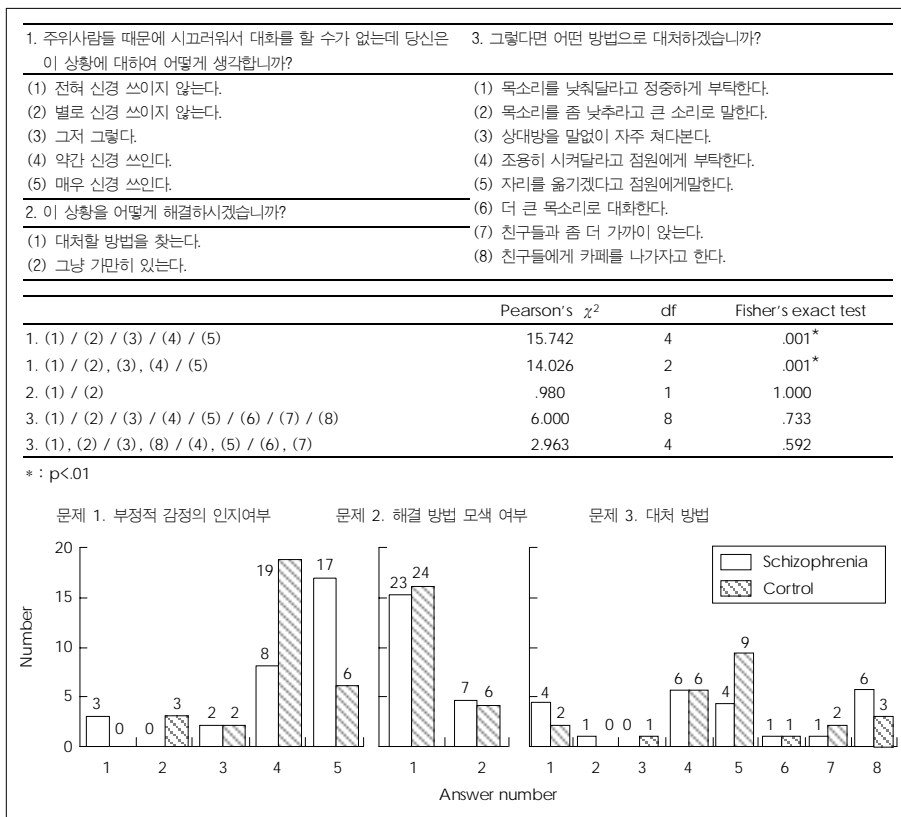 1. 주위사람들 때문에 시끄러워서 대화를 할 수가 없는데 당신은
이 상황에 대하여 어떻게 생각합니까?
(1) 전혀 신경 쓰이지 않는다.
(2) 별로 신경 쓰이지 않는다.
(3) 그저 그렇다.
(4) 약간 신경 쓰인다.
(5) 매우 신경 쓰인다.
2. 이 상황을 어떻게 해결하시겠습니까?
(1) 대처할 방법을 찾는다.
(2) 그냥 가만히 있는다.
3. 그렇다면 어떤 방법으로 대처하겠습니까?
(1) 목소리를 낮춰달라고 정중하게 부탁한다.
(2) 목소리를 좀 낮추라고 큰 소리로 말한다.
(3) 상대방을 말없이 자주 쳐다본다.
(4) 조용히 시켜달라고 점원에게 부탁한다.
(5) 자리를 옮기겠다고 점원에게말한다.
(6) 더 큰 목소리로 대화한다.
(7) 친구들과 좀 더 가까이 앉는다.
(8) 친구들에게 카페를 나가자고 한다.
Pearson's χ² df Fisher's exact test
1. (1) / (2) / (3) / (4) / (5) 15.742 4 .001*
1. (1) / (2), (3), (4) / (5) 14.026 2 .001*
2. (1) / (2) .980 1 1.000
3. (1) / (2) / (3) / (4) / (5) / (6) / (7) / (8) 6.000 8 .733
3. (1), (2) / (3), (8) / (4), (5) / (6), (7) 2.963 4 .592
* : p<.01
문제 1. 부정적 감정의 인지여부 문제 2. 해결 방법 모색 여부 문제 3. 대처 방법
Number
20
15
10
5
0
3 0 0 3 2 2 8 19 17 6
1 2 3 4 5
23 24 7 6
1 2
4 2 1 0 0 1 6 6 4 9 1 1 1 2 6 3
1 2 3 4 5 6 7 8
Schizophrenia
Cortrol
Answer number